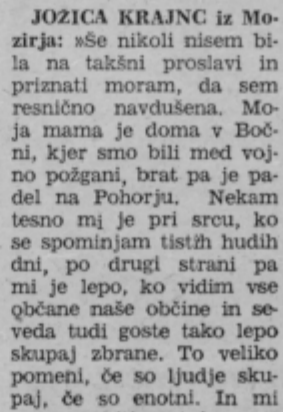 JOŽICA KRAJNC iz Mo-
zirja: »Še nikoli nisem bi-
la na takšni proslavi in
priznati moram, da sem
resnično navdušena. Mo-
ja mama je doma v Boč-
ni, kjer smo bili med voj-
no požgani, brat pa je pa-
del na Pohorju. Nekam
tesno mi je pri srcu, ko
se spominjam tistih hudih
dni, po drugi strani pa
mi je lepo, ko vidim vse
občane naše občine in se-
veda tudi goste tako lepo
skupaj zbrane. To veliko
pomeni, če so ljudje sku-
paj, če so enotni. In mi